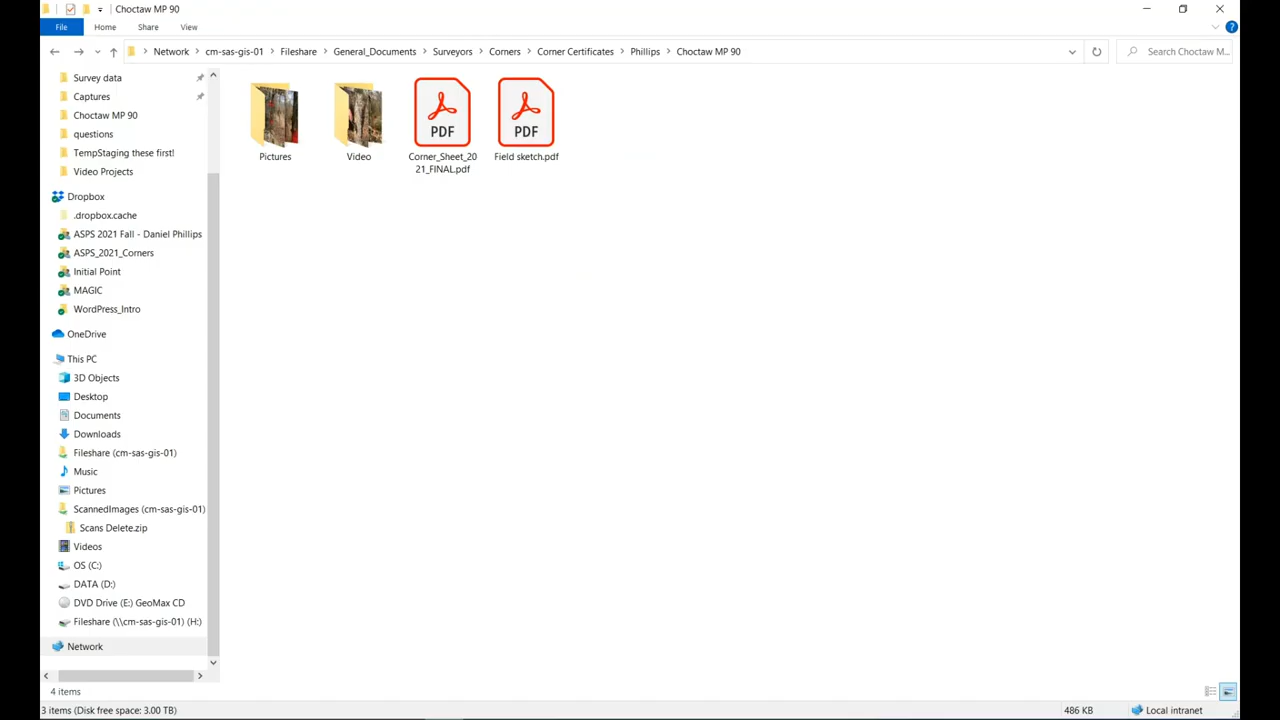 Choctaw MP 90
File Home Share View
Network > cm-sas-gis-01 > Fileshare > General_Documents > Surveyors > Corners > Corner Certificates > Phillips > Choctaw MP 90
Search Choctaw M...
Survey data
Captures
Choctaw MP 90
questions
TempStaging these first!
Video Projects
Dropbox
.dropbox.cache
ASPS 2021 Fall - Daniel Phillips
ASPS_2021_Corners
Initial Point
MAGIC
WordPress_Intro
OneDrive
This PC
3D Objects
Desktop
Documents
Downloads
Fileshare (cm-sas-gis-01)
Music
Pictures
ScannedImages (cm-sas-gis-01)
Scans Delete.zip
Videos
OS (C:)
DATA (D:)
DVD Drive (E:) GeoMax CD
Fileshare (\\cm-sas-gis-01) (H:)
Network
PDF
PDF
Pictures
Video
Corner_Sheet_20
21_FINAL.pdf
Field sketch.pdf
4 items
3 items (Disk free space: 3.00 TB)
486 KB
Local intranet